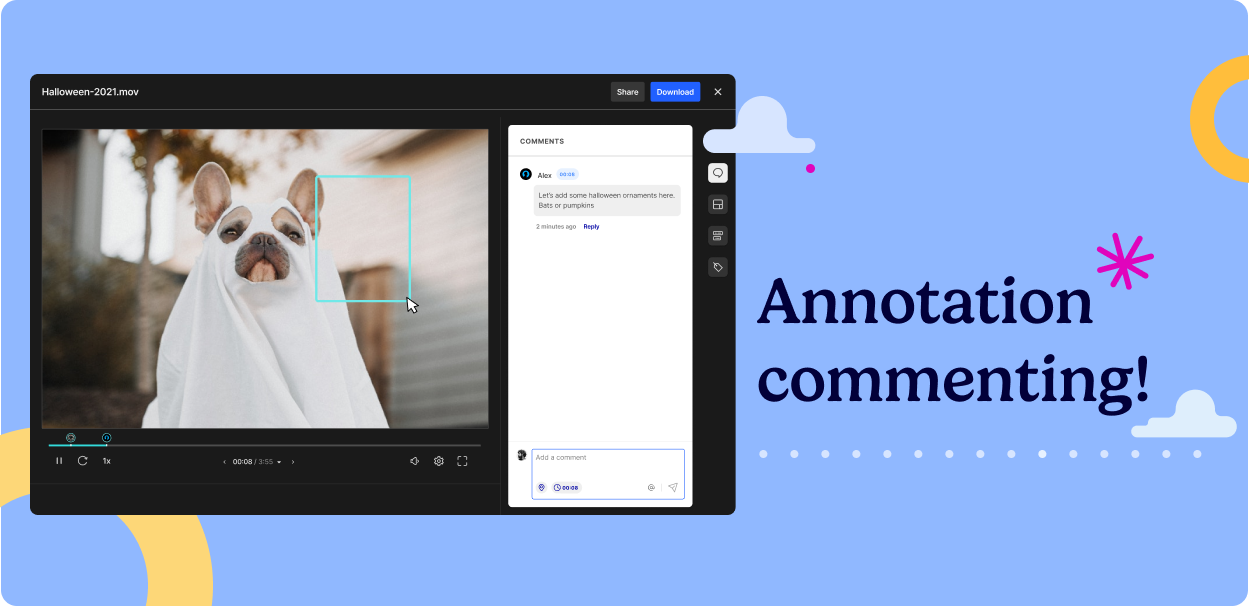 Halloween-2021.mov
Share
Download
COMMENTS
Alex 00:08
Let's add some halloween ornaments here.
Bats or pumpkins
2 minutes ago Reply
Annotation
commenting!
Add a comment
00:08
@
1x
‹ 00:08 / 3:55 ›